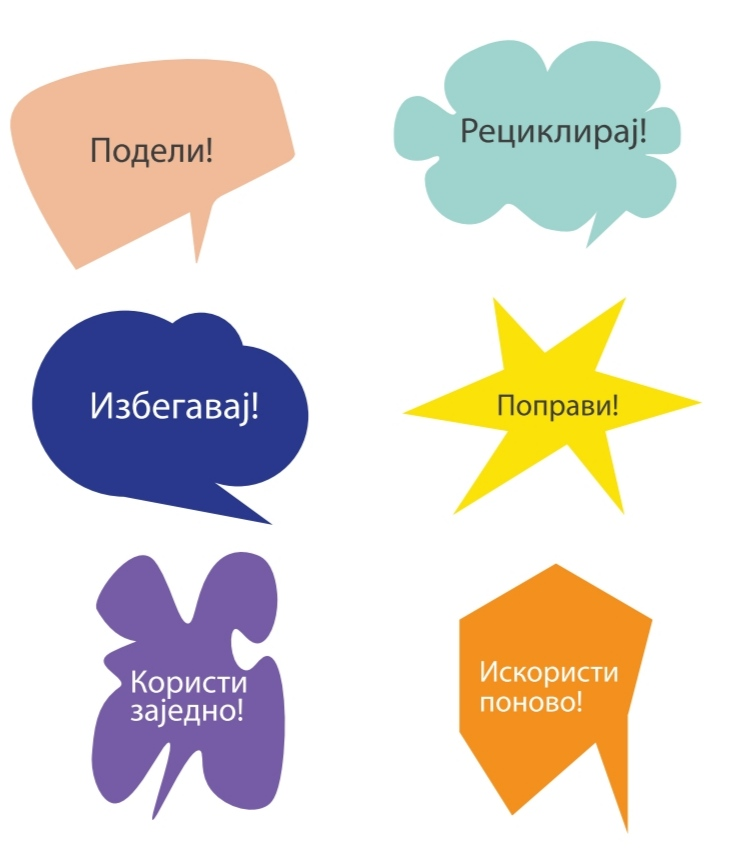 Подели!
Рециклирај!
Избегавај!
Поправи!
Користи
заједно!
Искористи
поново!